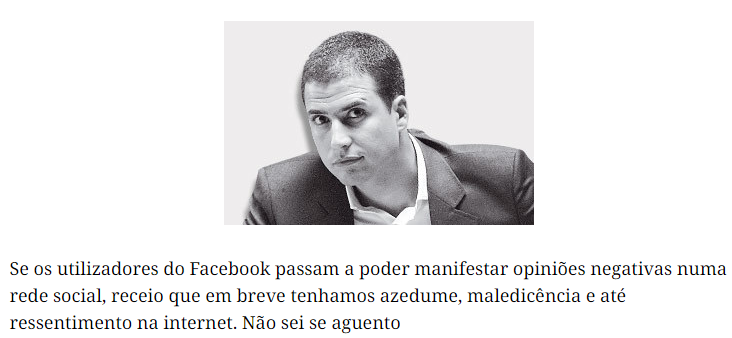 Se os utilizadores do Facebook passam a poder manifestar opiniões negativas numa
rede social, receio que em breve tenhamos azedume, maledicência e até
ressentimento na internet. Não sei se aguento